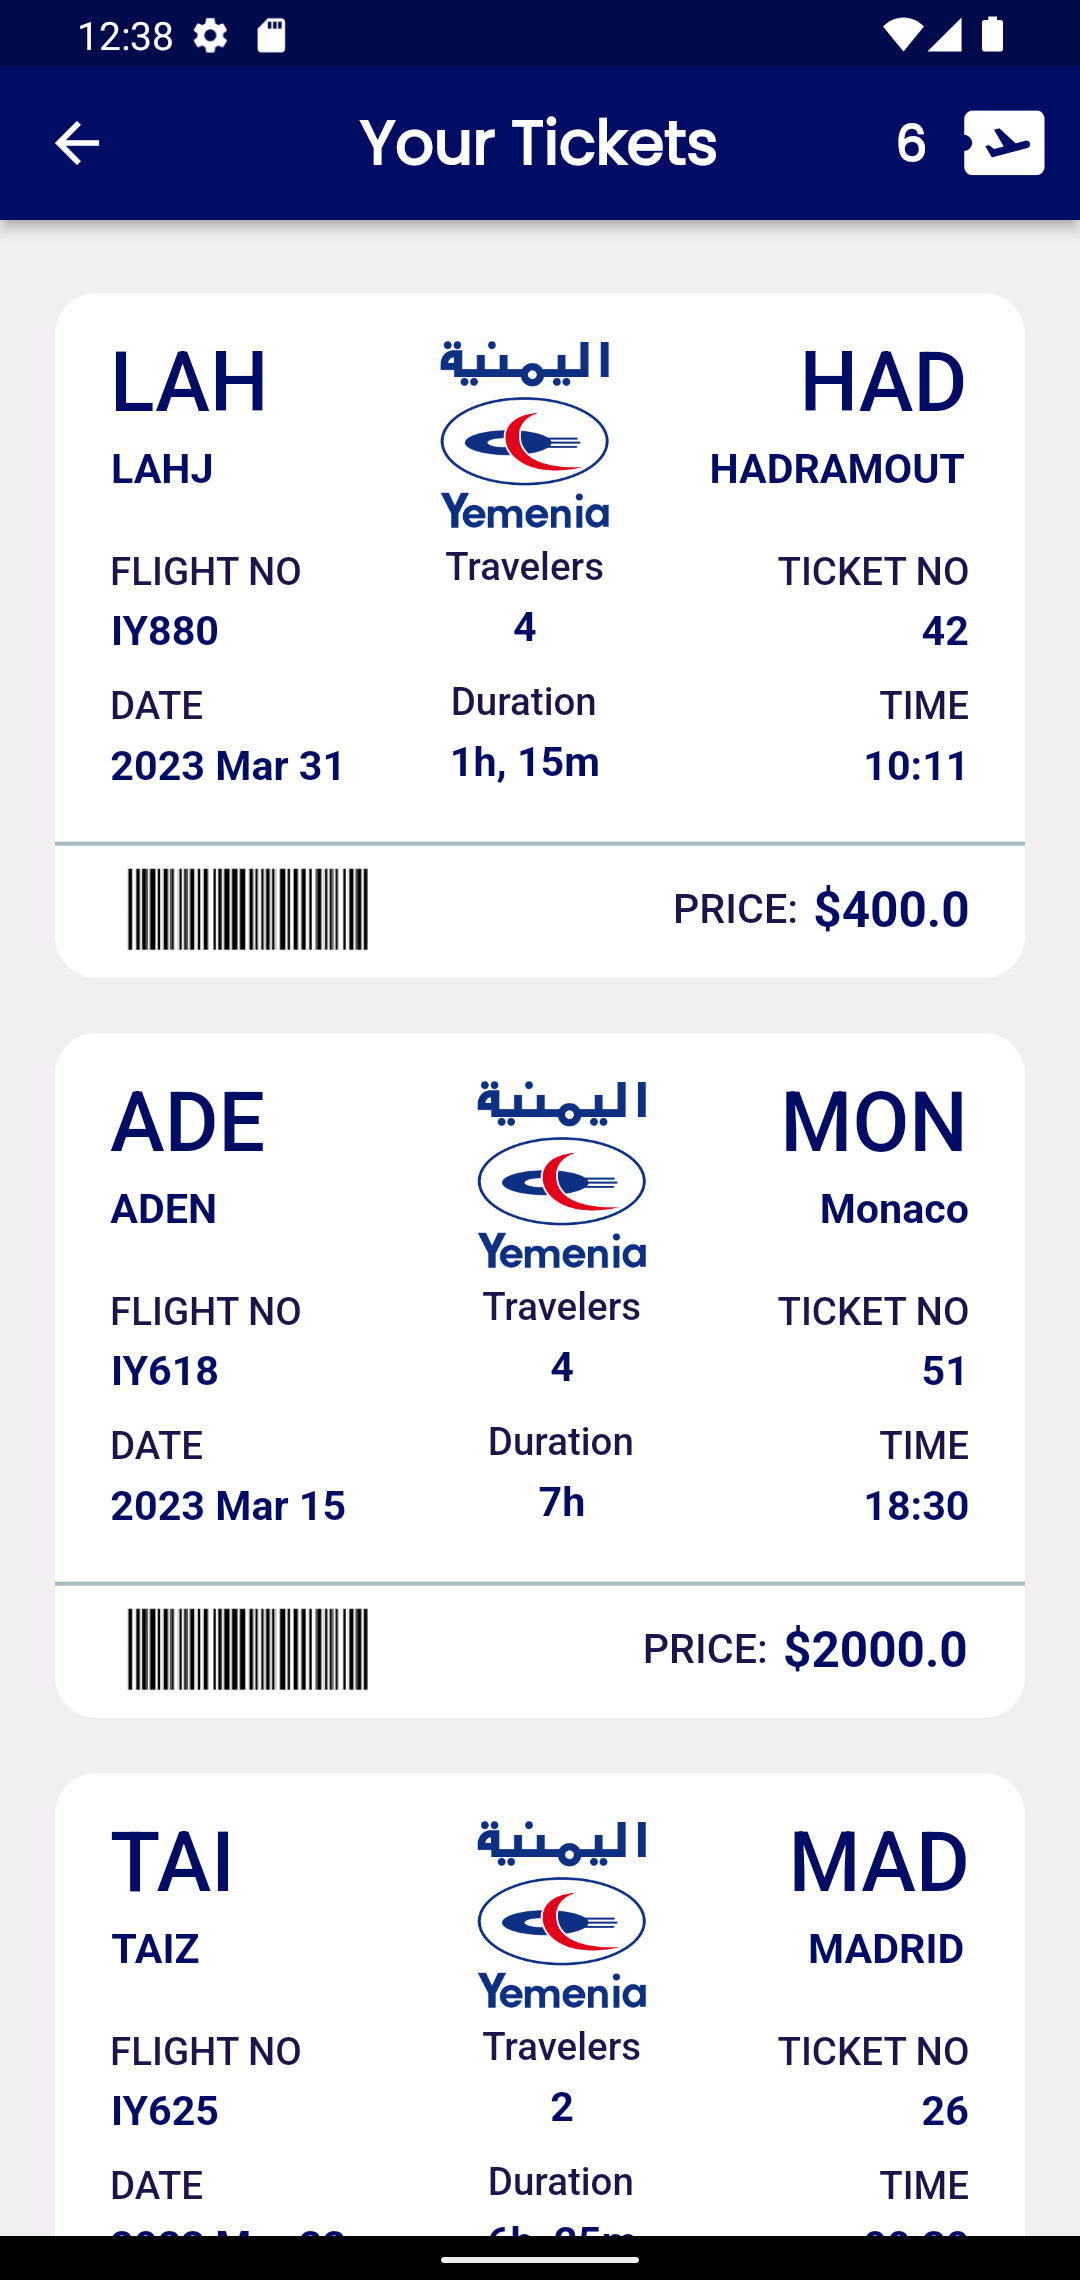 12:38
Your Tickets 6
LAH اليمنية HAD
LAHJ Yemenia HADRAMOUT
FLIGHT NO Travelers TICKET NO
IY880 4 42
DATE Duration TIME
2023 Mar 31 1h, 15m 10:11
PRICE: $400.0
ADE اليمنية MON
ADEN Yemenia Monaco
FLIGHT NO Travelers TICKET NO
IY618 4 51
DATE Duration TIME
2023 Mar 15 7h 18:30
PRICE: $2000.0
TAI اليمنية MAD
TAIZ Yemenia MADRID
FLIGHT NO Travelers TICKET NO
IY625 2 26
DATE Duration TIME